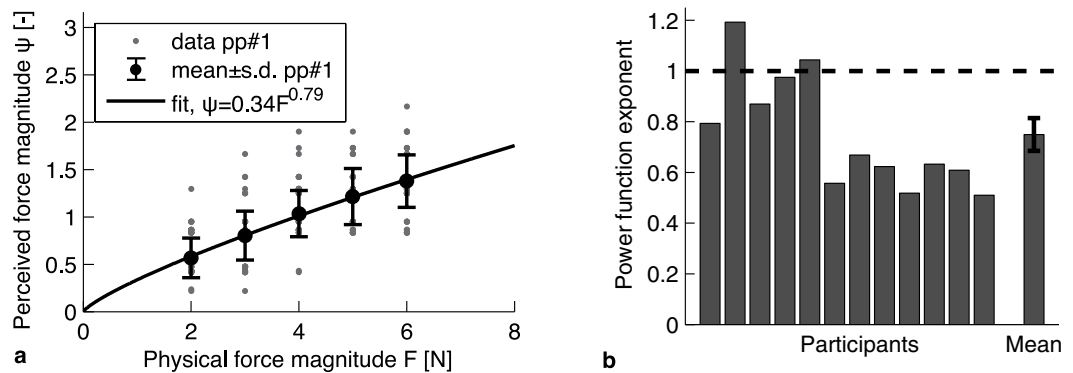 Perceived force magnitude ψ [-]
3
2.5
2
1.5
1
0.5
0
data pp#1
mean±s.d. pp#1
fit, ψ=0.34F^0.79
0 2 4 6 8
Physical force magnitude F [N]
a
Power function exponent
1.2
1
0.8
0.6
0.4
0.2
0
Participants Mean
b